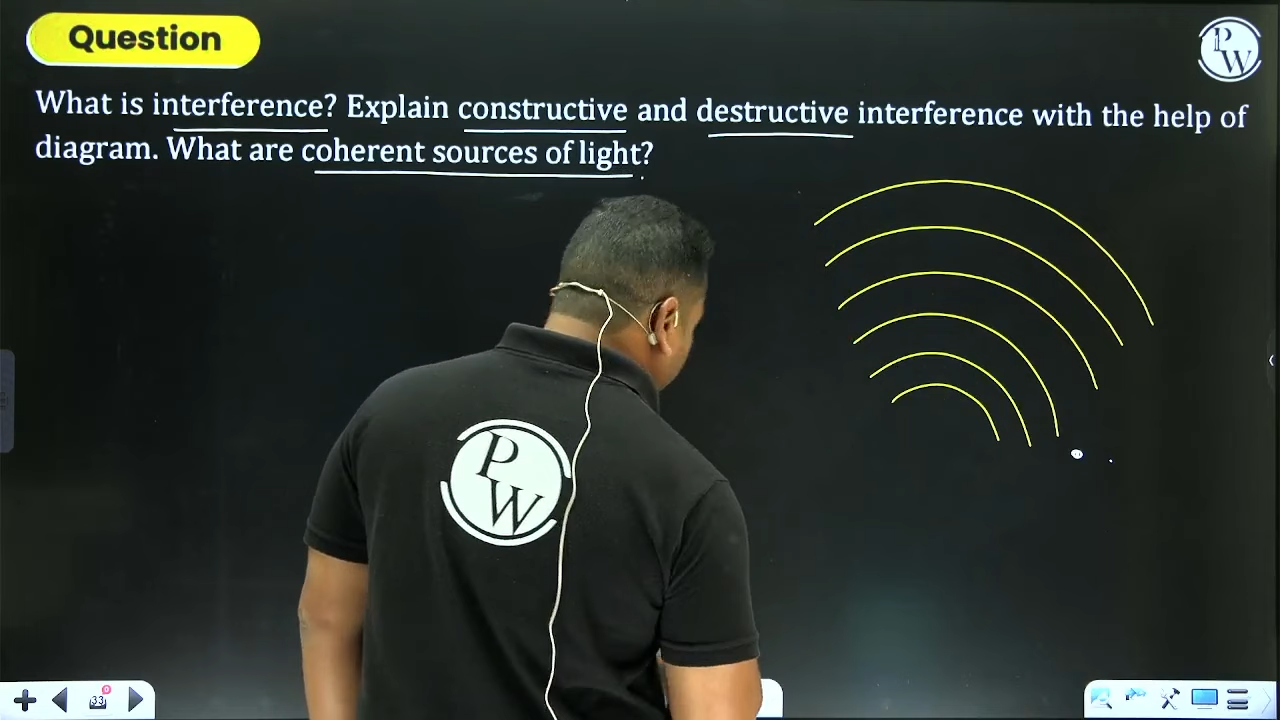 Question
PW
What is interference? Explain constructive and destructive interference with the help of
diagram. What are coherent sources of light?
PW
33